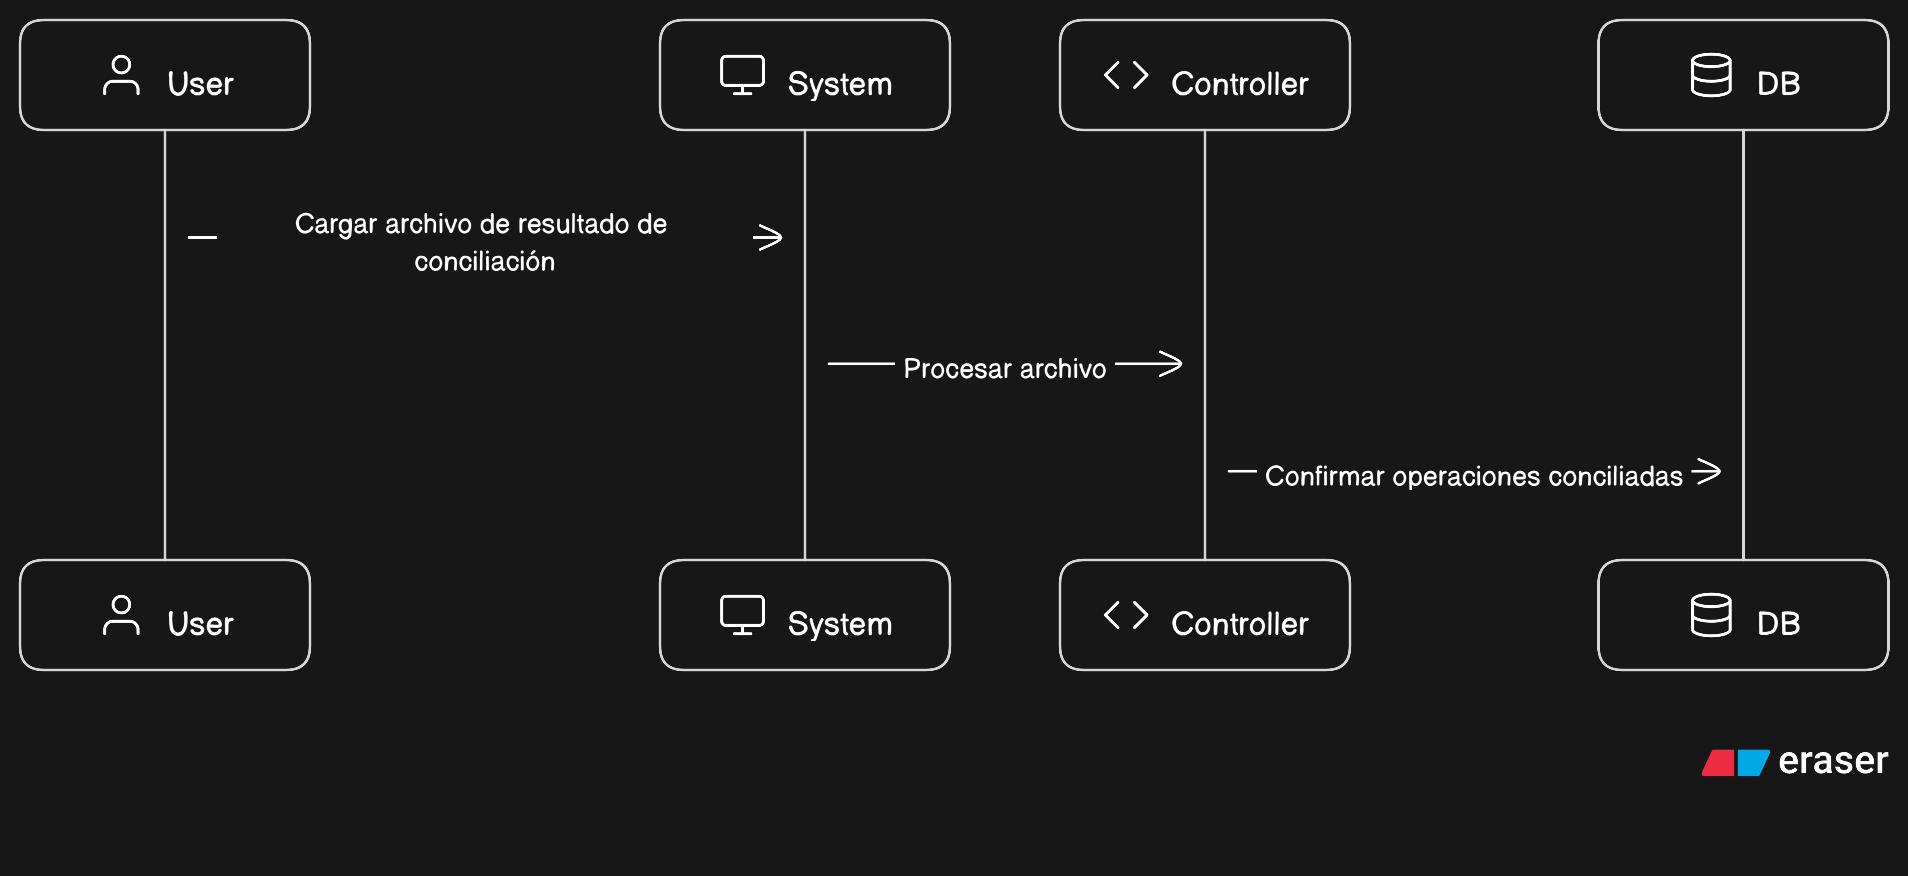 User
System
Controller
DB
Cargar archivo de resultado de
conciliación
Procesar archivo
Confirmar operaciones conciliadas
User
System
Controller
DB
eraser